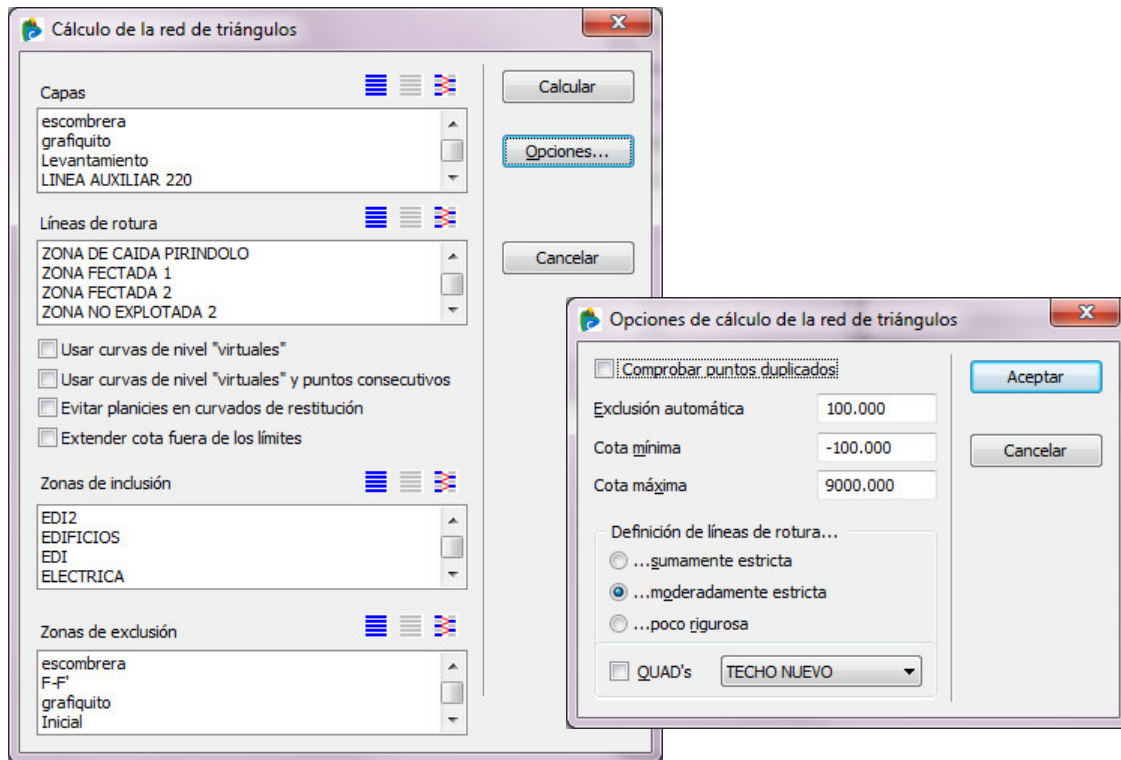 Cálculo de la red de triángulos
Capas
escombrera
grafiquito
Levantamiento
LINEA AUXILIAR 220
Líneas de rotura
ZONA DE CAIDA PIRINDOLO
ZONA FECTADA 1
ZONA FECTADA 2
ZONA NO EXPLOTADA 2
Usar curvas de nivel "virtuales"
Usar curvas de nivel "virtuales" y puntos consecutivos
Evitar planicies en curvados de restitución
Extender cota fuera de los límites
Zonas de inclusión
EDI2
EDIFICIOS
EDI
ELECTRICA
Zonas de exclusión
escombrera
F-F'
grafiquito
Inicial
Calcular
Opciones...
Cancelar
Opciones de cálculo de la red de triángulos
Comprobar puntos duplicados
Exclusión automática 100.000
Cota mínima -100.000
Cota máxima 9000.000
Definición de líneas de rotura...
...sumamente estricta
...moderadamente estricta
...poco rigurosa
QUAD's TECHO NUEVO
Aceptar
Cancelar